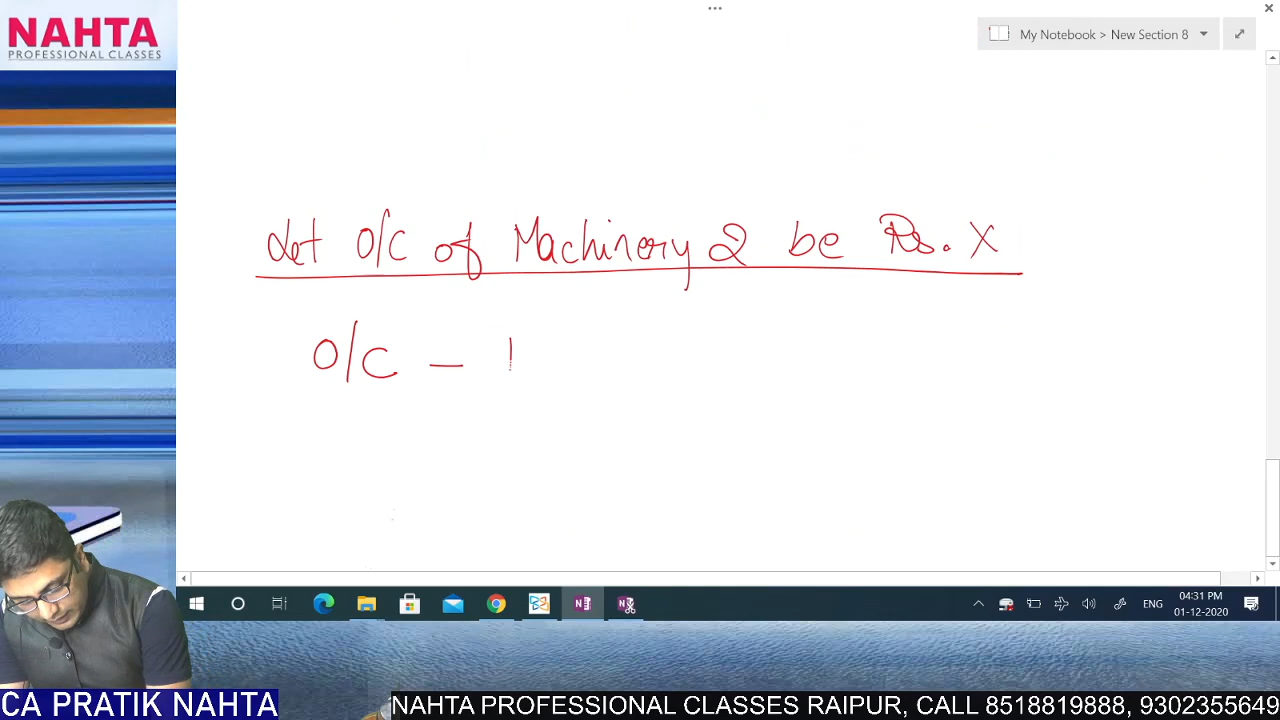 NAHTA
PROFESSIONAL CLASSES
My Notebook > New Section 8
Let O/C of Machinery 2 be Rs. X
O/C –
ENG
04:31 PM
01-12-2020
CA PRATIK NAHTA
NAHTA PROFESSIONAL CLASSES RAIPUR, CALL 8518819888, 9302355649